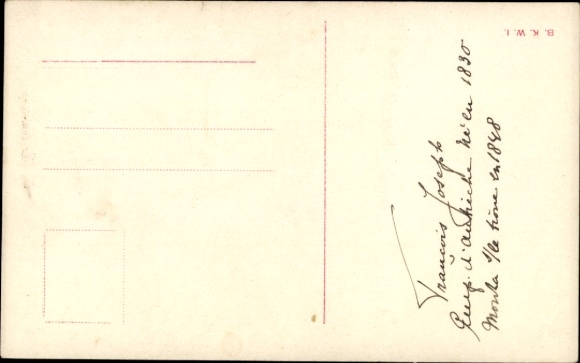 B. K. W. I.
François Joseph
Emp. d'Autriche né en 1830
Monta s/le trône en 1848